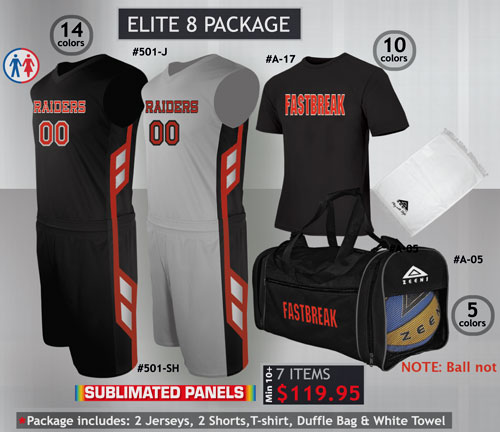 ELITE 8 PACKAGE
14
colors
#501-J
#A-17
10
colors
RAIDERS
00
RAIDERS
00
FASTBREAK
#A-05
ZEENI
FASTBREAK
ZEENI
5
colors
NOTE: Ball not
#501-SH
SUBLIMATED PANELS
Min 10+
7 ITEMS
$119.95
*Package includes: 2 Jerseys, 2 Shorts,T-shirt, Duffle Bag & White Towel